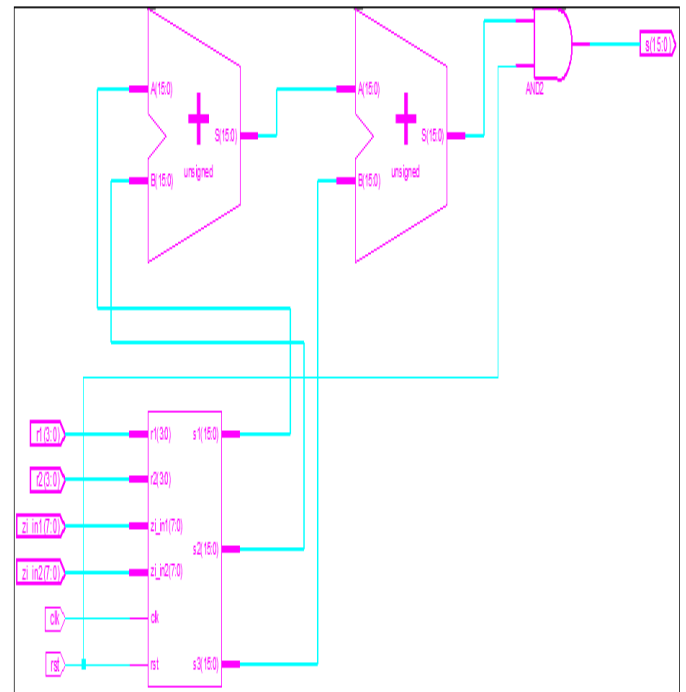 s(15:0)
A(15:0)
S(15:0)
unsigned
B(15:0)
A(15:0)
S(15:0)
unsigned
B(15:0)
AND2
r1(3:0)
r1(3:0)
s1(15:0)
r2(3:0)
r2(3:0)
zi_in1(7:0)
zi_in1(7:0)
s2(15:0)
zi_in2(7:0)
zi_in2(7:0)
clk
clk
rst
rst
s3(15:0)